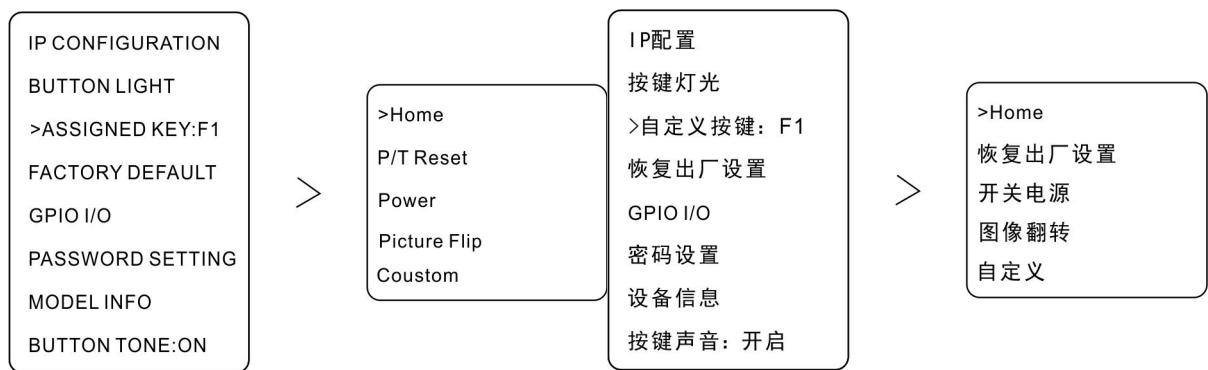 IP CONFIGURATION
BUTTON LIGHT
>ASSIGNED KEY:F1
FACTORY DEFAULT
GPIO I/O
PASSWORD SETTING
MODEL INFO
BUTTON TONE:ON
>
>Home
P/T Reset
Power
Picture Flip
Coustom
IP配置
按键灯光
>自定义按键：F1
恢复出厂设置
GPIO I/O
密码设置
设备信息
按键声音：开启
>
>Home
恢复出厂设置
开关电源
图像翻转
自定义